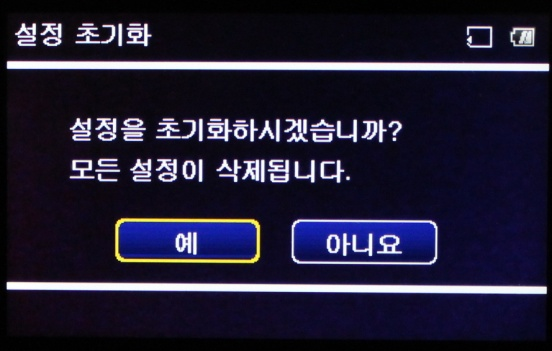 설정 초기화
설정을 초기화하시겠습니까?
모든 설정이 삭제됩니다.
예
아니요